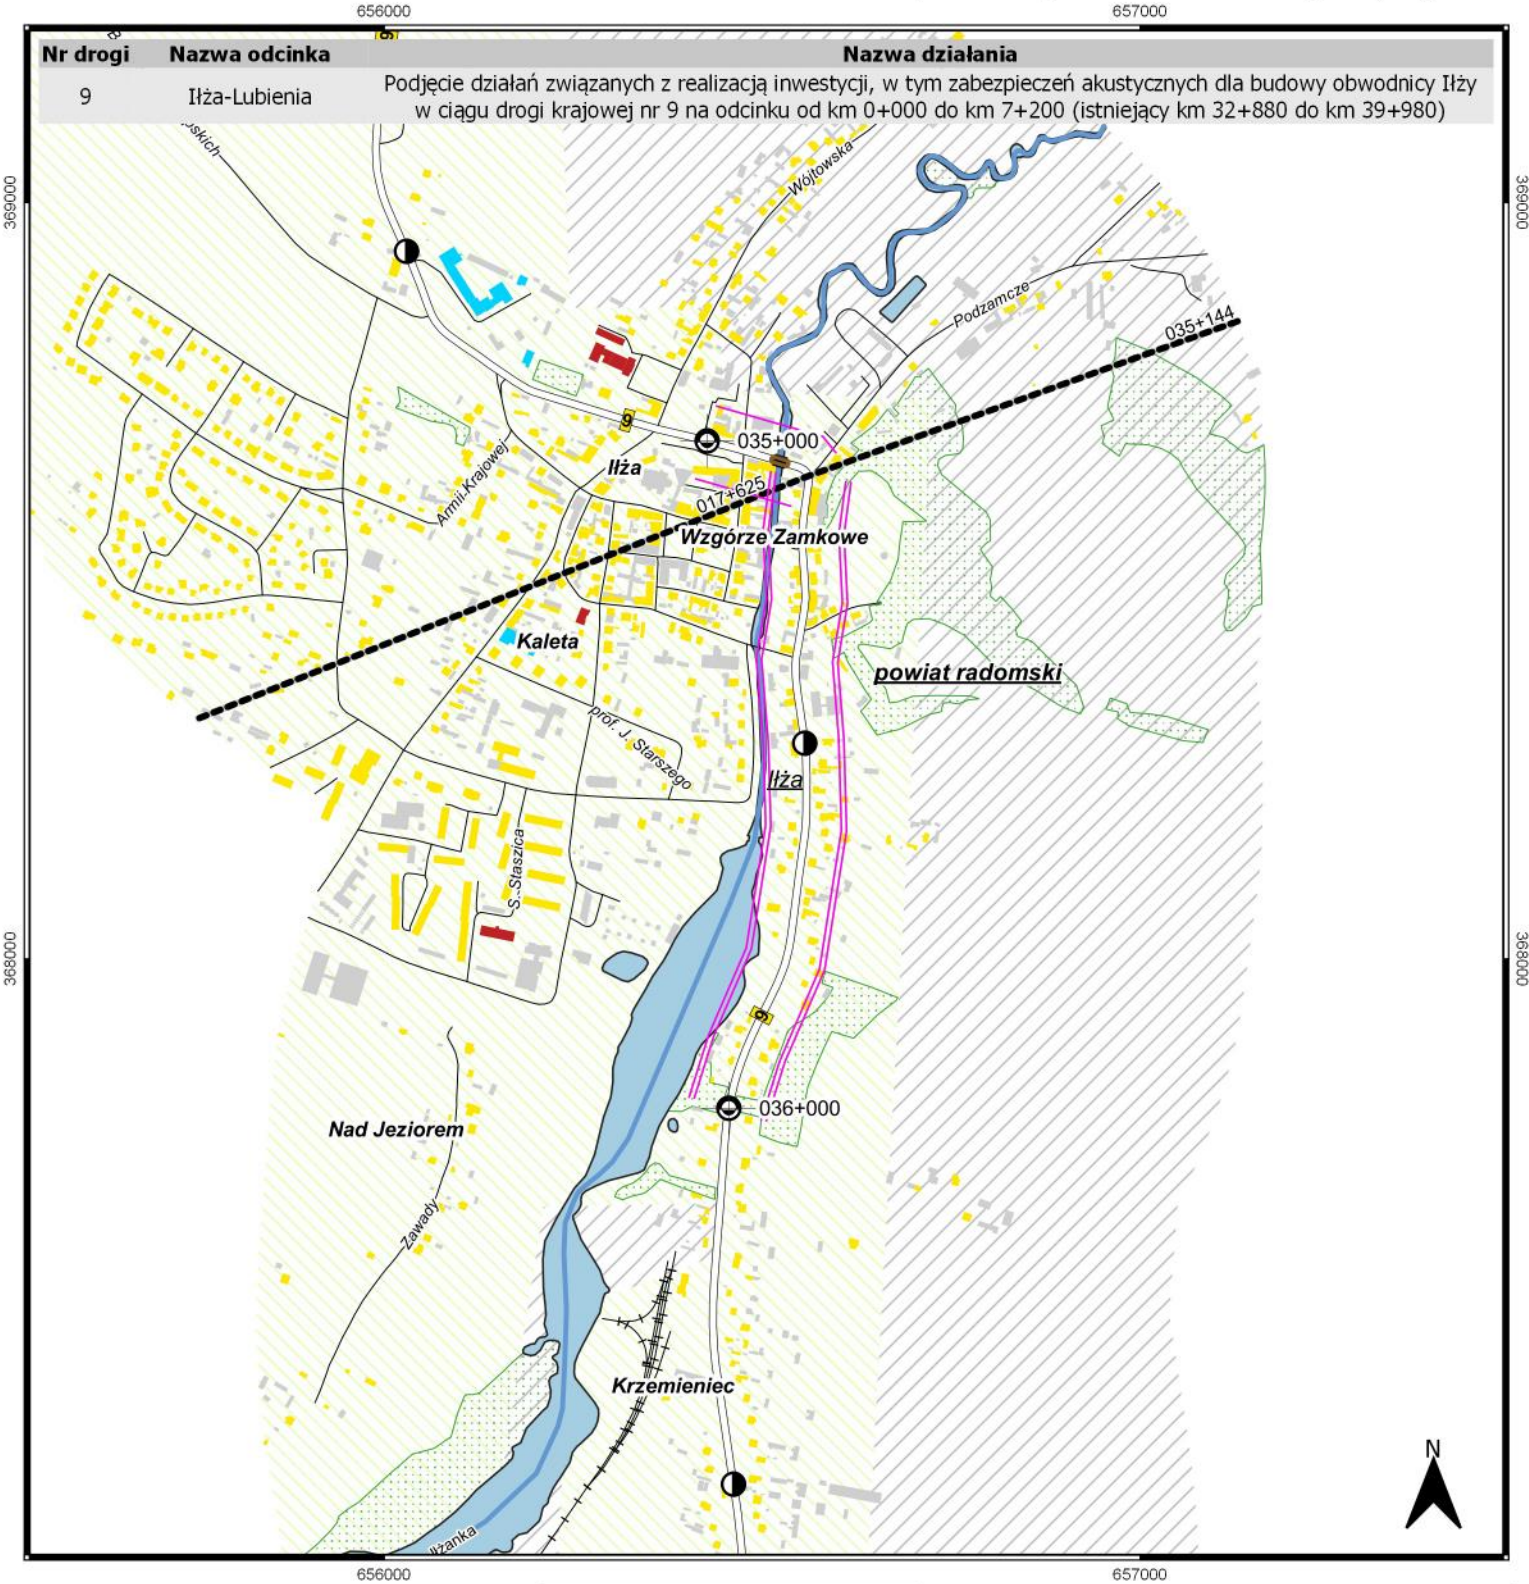 656000
657000
Nr drogi Nazwa odcinka Nazwa działania
9 Iłża-Lubienia Podjęcie działań związanych z realizacją inwestycji, w tym zabezpieczeń akustycznych dla budowy obwodnicy Iłży
w ciągu drogi krajowej nr 9 na odcinku od km 0+000 do km 7+200 (istniejący km 32+880 do km 39+980)
9
Wójtowska
369000
369000
Podzamcze
035+144
9
035+000
Iłża
Armii Krajowej
017+625
Wzgórze Zamkowe
Kaleta
powiat radomski
prof. J. Starszego
Iłża
S. Staszica
368000
368000
9
036+000
Nad Jeziorem
Zawady
Krzemieniec
N
Iłżanka
656000
657000